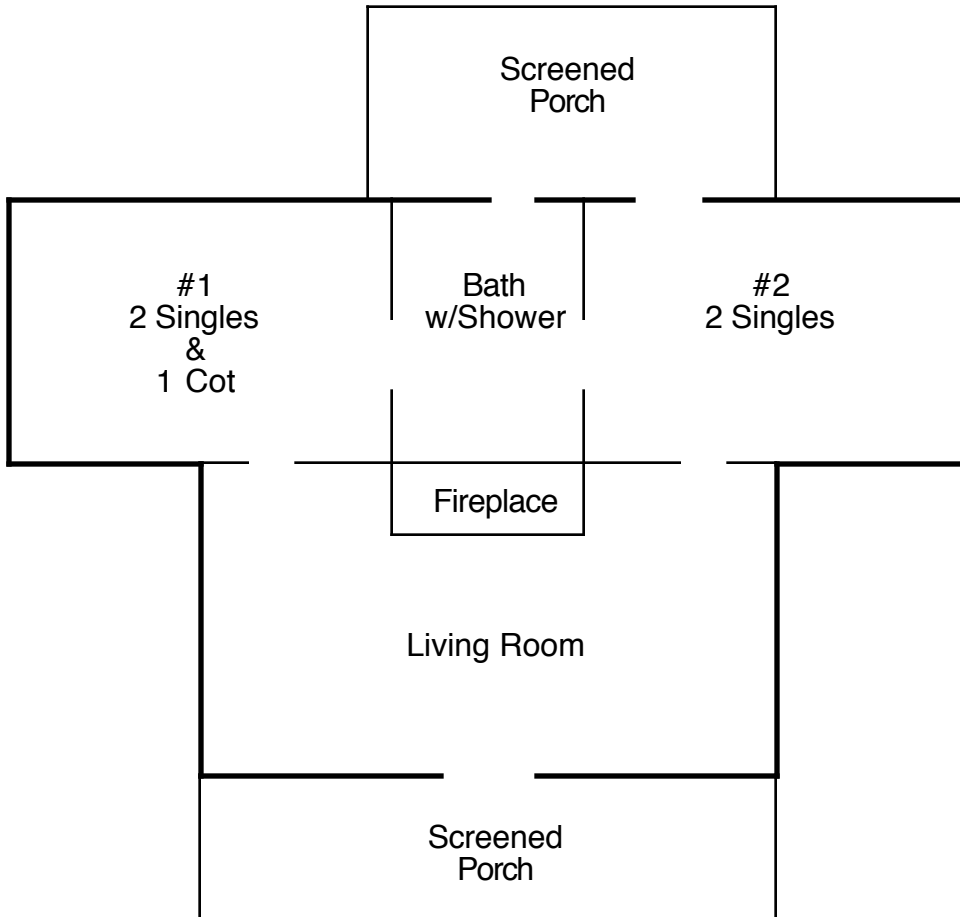 Screened
Porch
#1
2 Singles
&
1 Cot
Bath
w/Shower
#2
2 Singles
Fireplace
Living Room
Screened
Porch